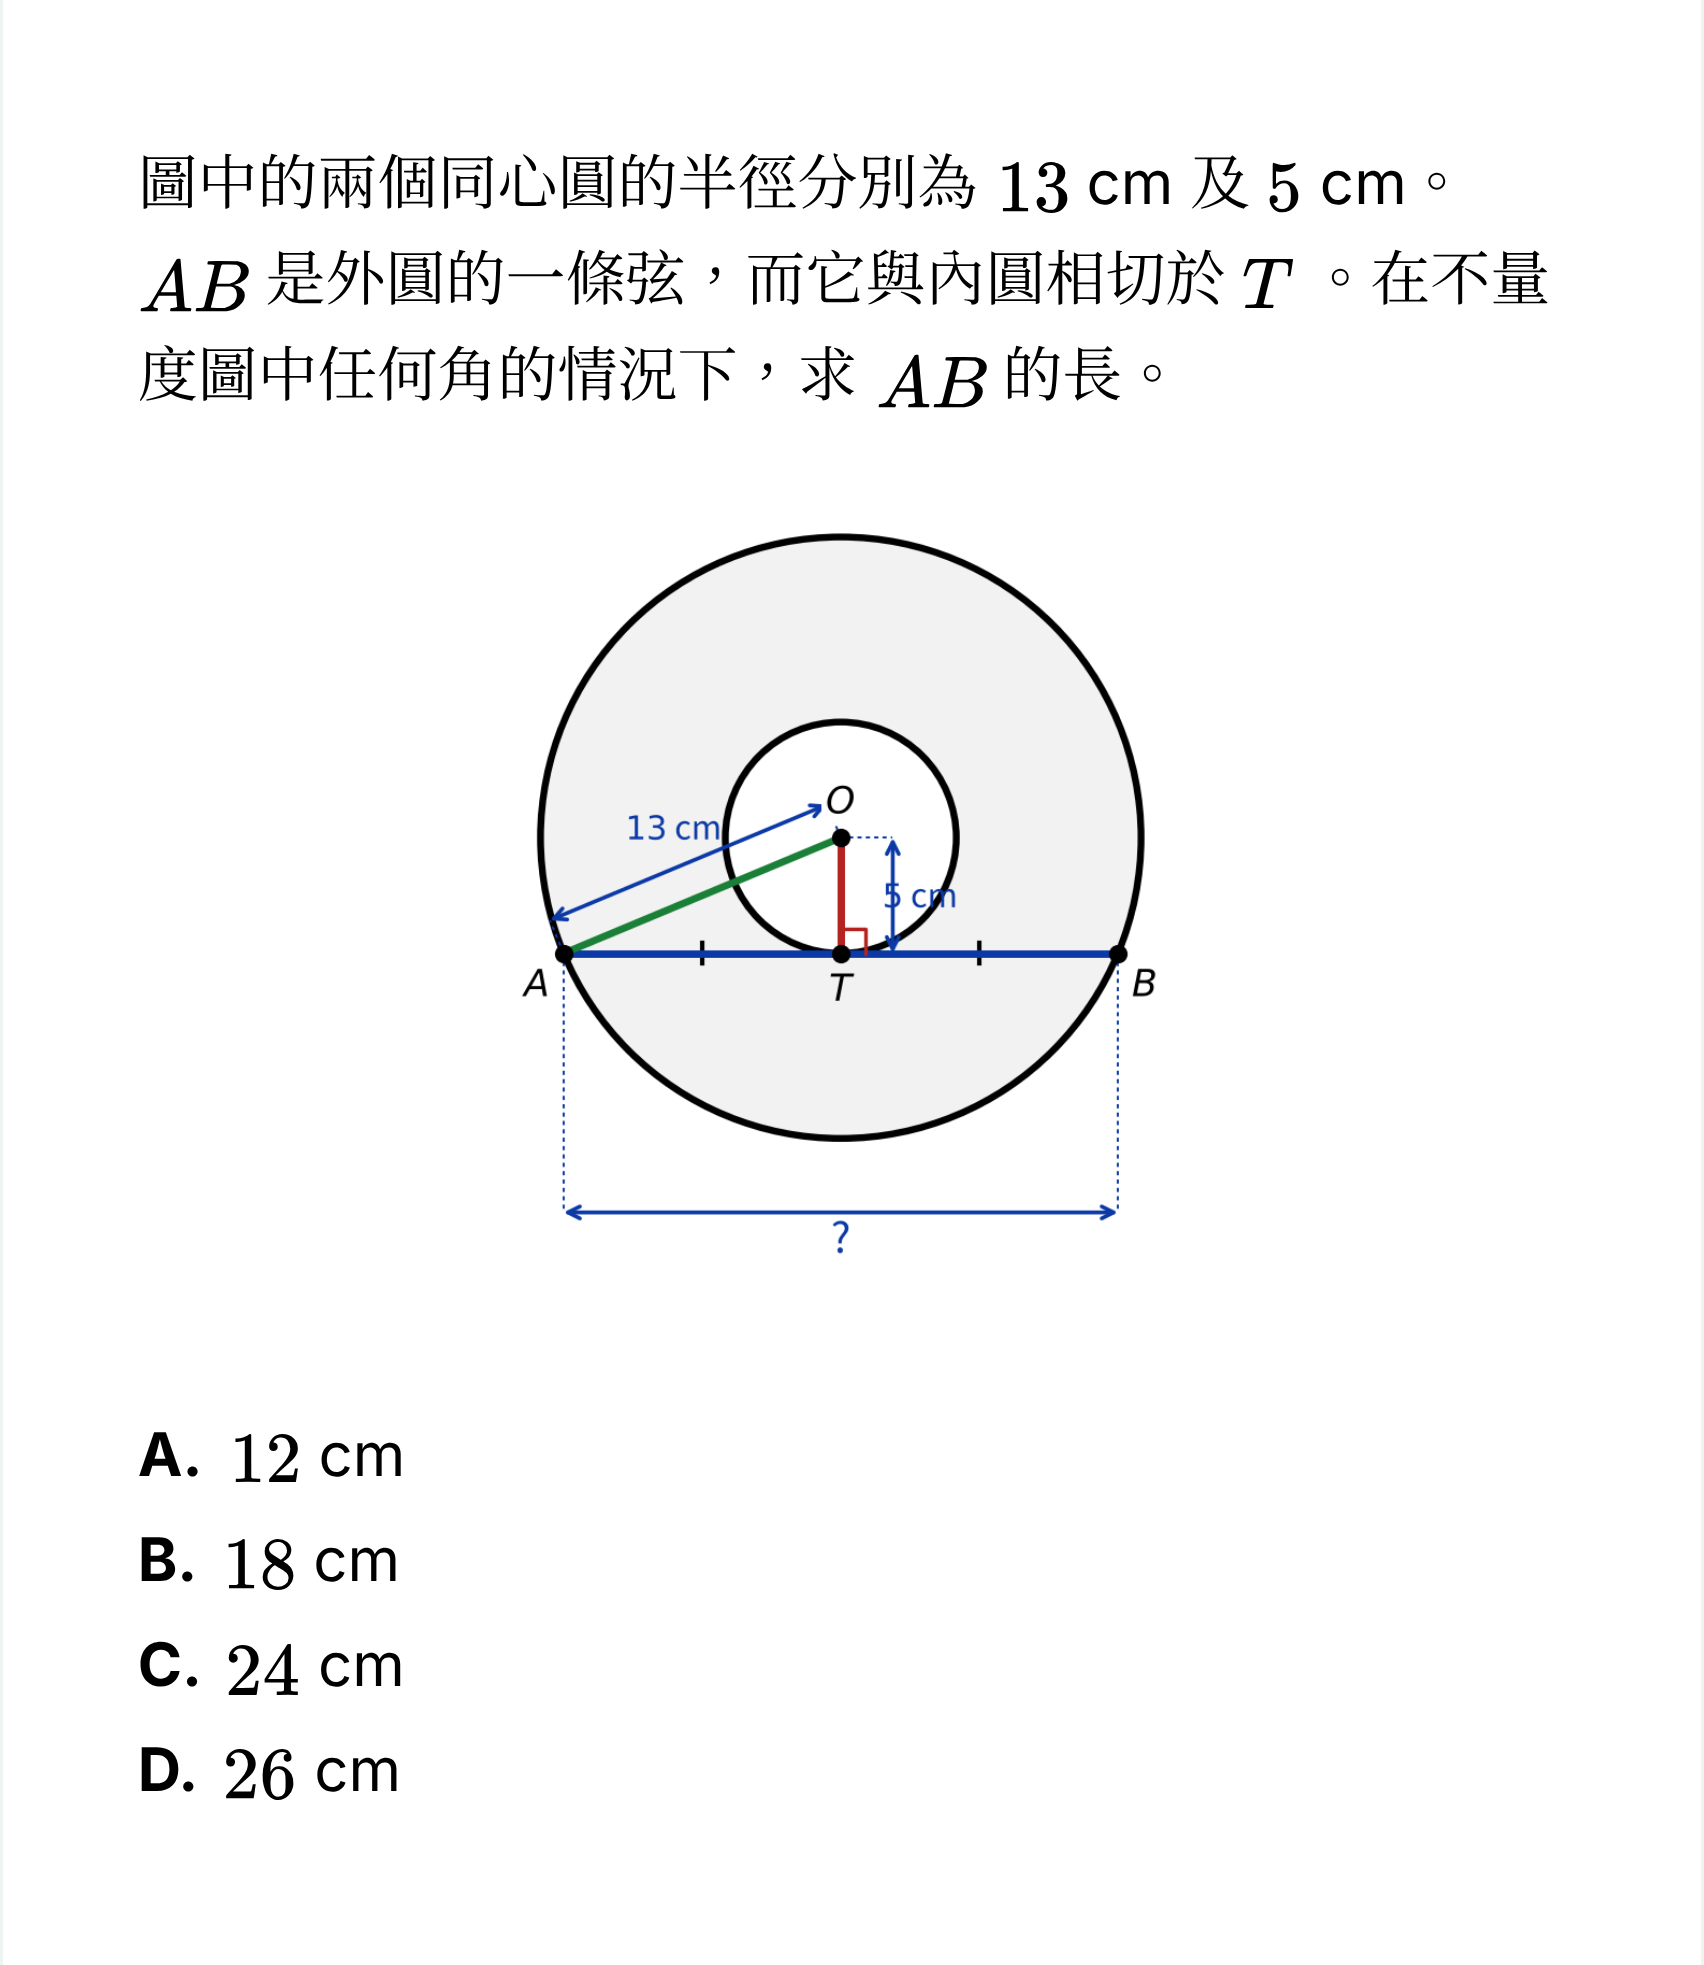 圖中的兩個同心圓的半徑分別為 13 cm 及 5 cm。
AB 是外圓的一條弦,而它與內圓相切於 T 。在不量
度圖中任何角的情況下,求 AB 的長。
O
13 cm
5 cm
A
T
B
?
A. 12 cm
B. 18 cm
C. 24 cm
D. 26 cm